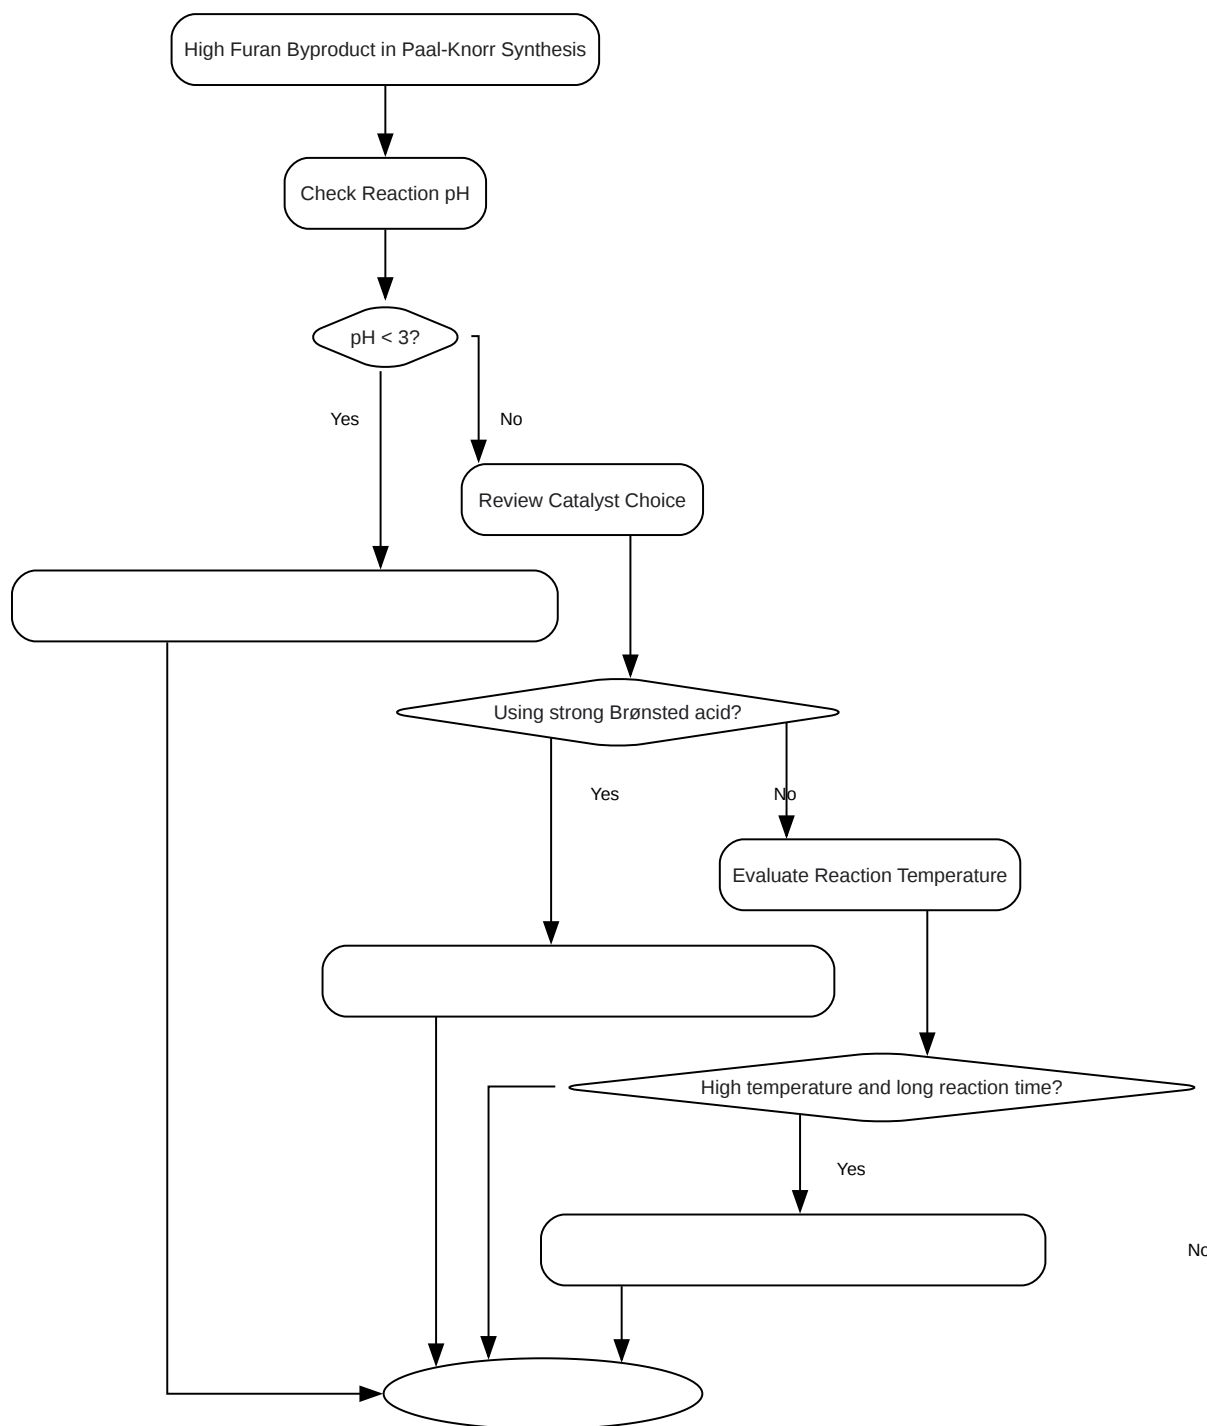 High Furan Byproduct in Paal-Knorr Synthesis
Check Reaction pH
pH < 3?
Yes
No
Review Catalyst Choice
Using strong Brønsted acid?
Yes
No
Evaluate Reaction Temperature
High temperature and long reaction time?
Yes
No